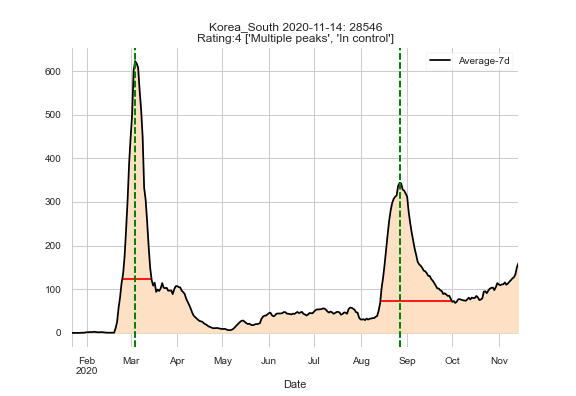 Korea_South 2020-11-14: 28546
Rating:4 ['Multiple peaks', 'In control']
Average-7d
600
500
400
300
200
100
0
Feb Mar Apr May Jun Jul Aug Sep Oct Nov
2020
Date